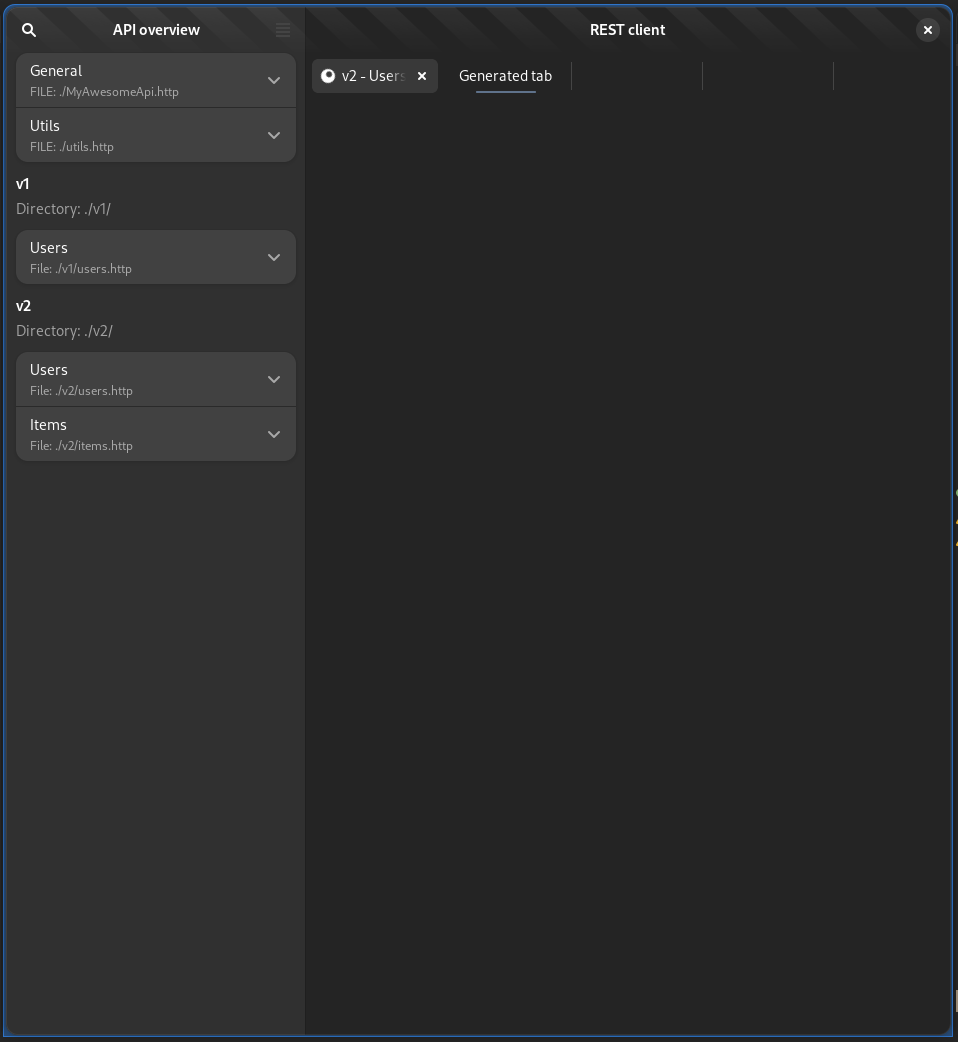 API overview
REST client
General
FILE: ./MyAwesomeApi.http
Utils
FILE: ./utils.http
v1
Directory: ./v1/
Users
File: ./v1/users.http
v2
Directory: ./v2/
Users
File: ./v2/users.http
Items
File: ./v2/items.http
v2 - Users
Generated tab